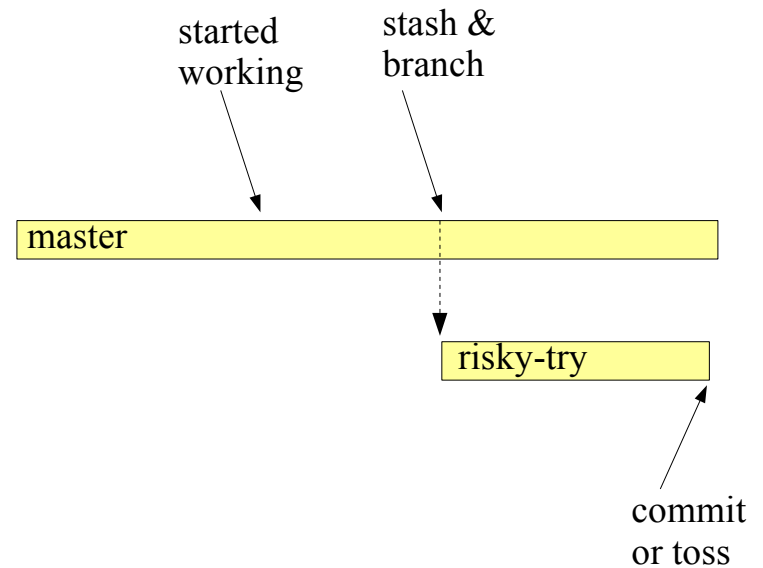 started
working
stash &
branch
master
risky-try
commit
or toss